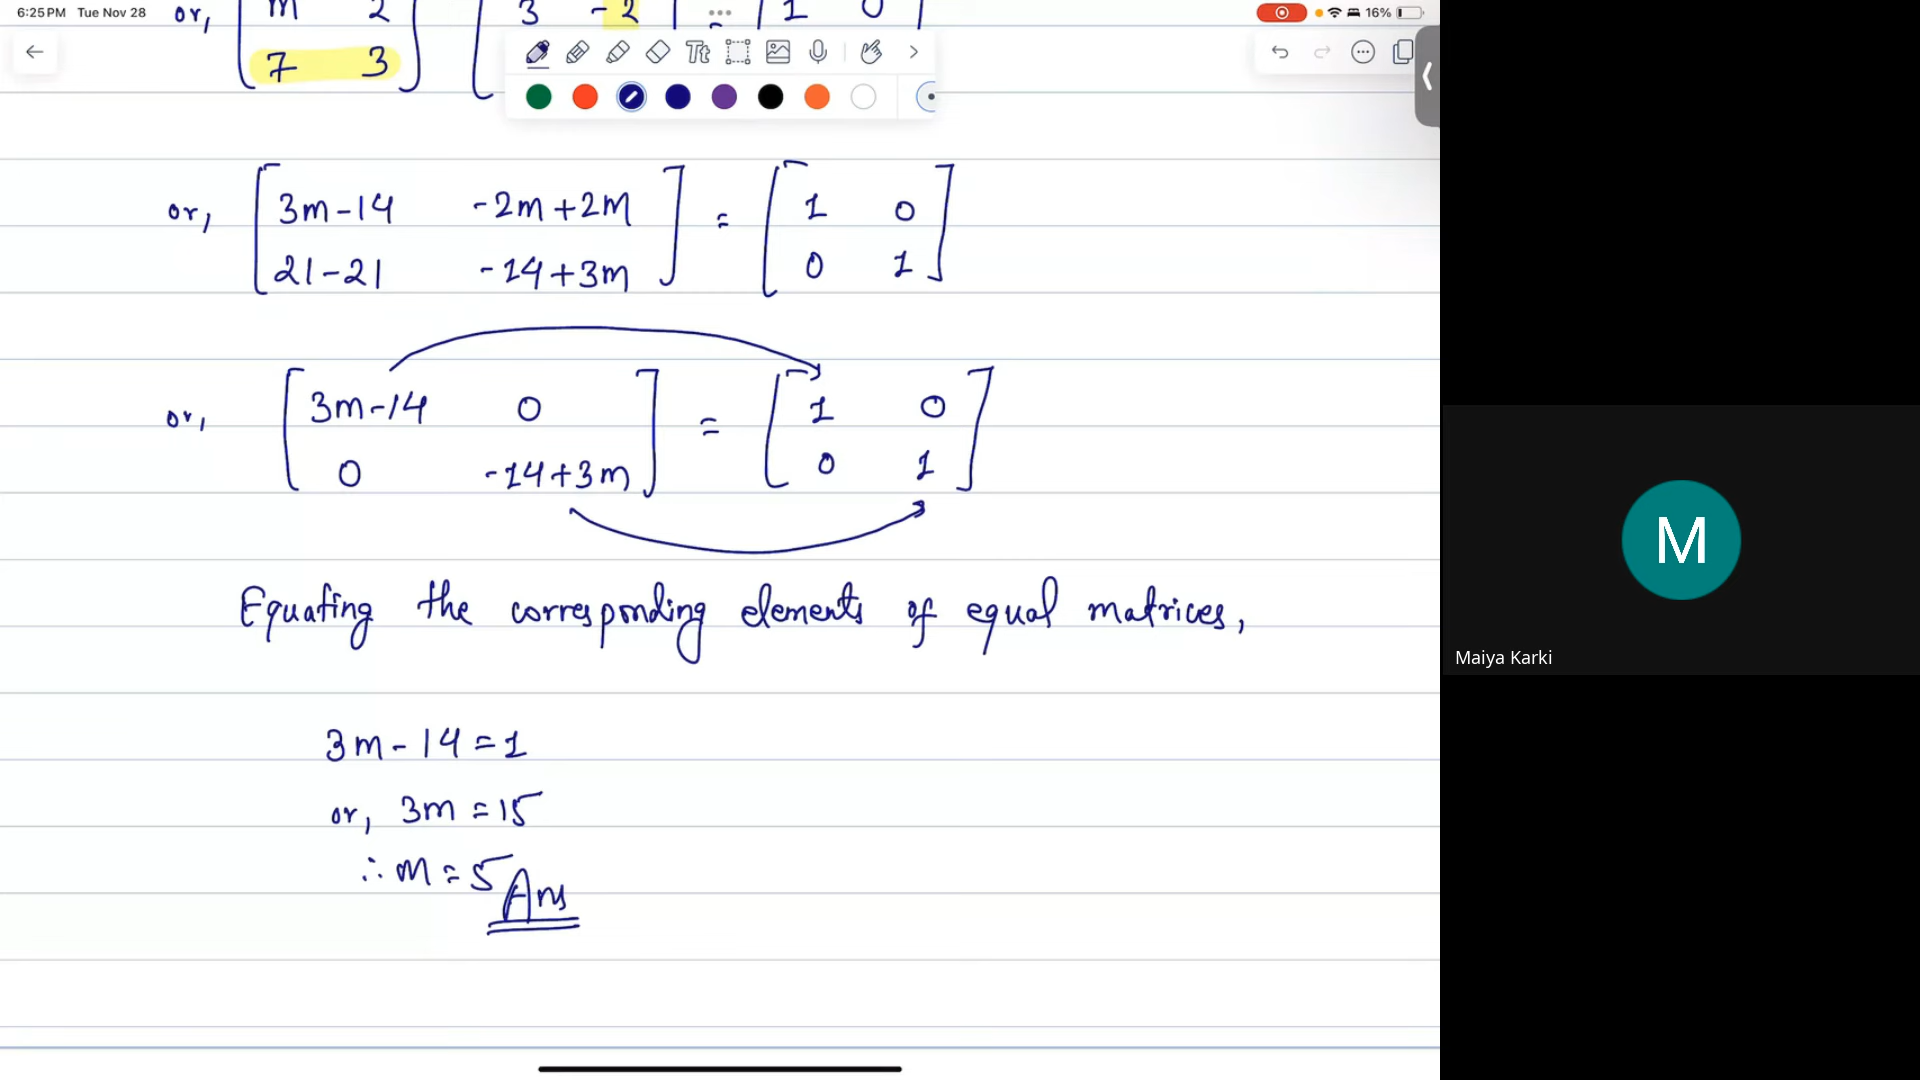 6:25 PM Tue Nov 28
16%
or, [ m 2 ] [ 3 -2 = 1 0
7 3
Tt
or, [ 3m-14 -2m+2m ] = [ 1 0 ]
21-21 -14+3m 0 1
or, [ 3m-14 0 ] = [ 1 0 ]
0 -14+3m 0 1
Equating the corresponding elements of equal matrices,
3m-14=1
or, 3m=15
∴ m=5 Ans
M
Maiya Karki